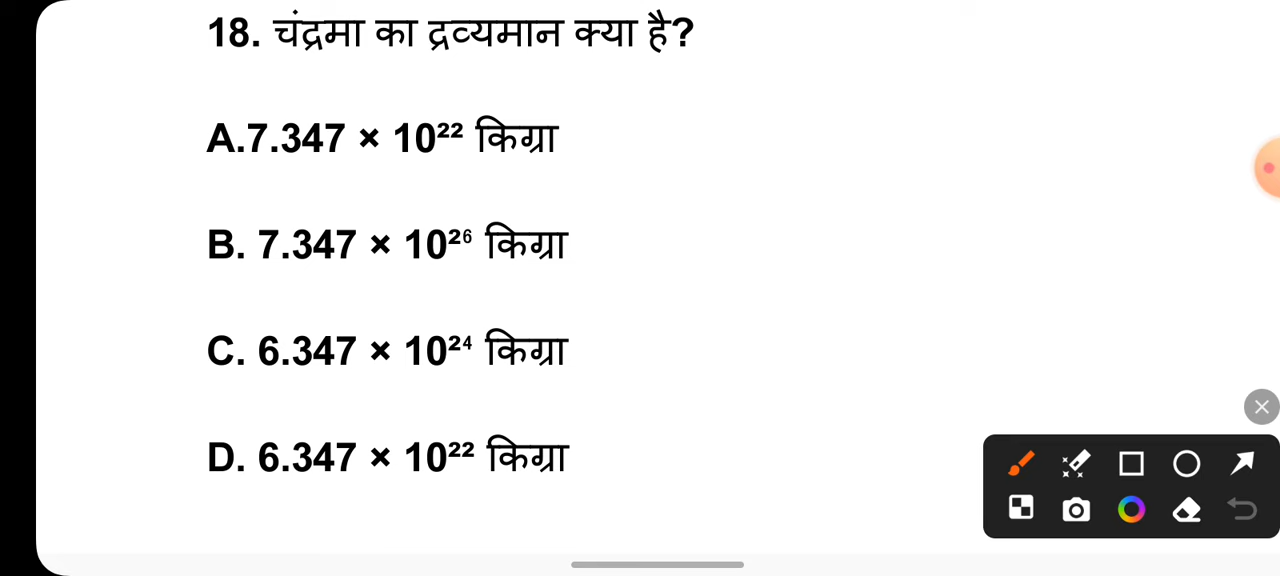 18. चंद्रमा का द्रव्यमान क्या है?
A.7.347 × 10²² किग्रा
B. 7.347 × 10²⁶ किग्रा
C. 6.347 × 10²⁴ किग्रा
D. 6.347 × 10²² किग्रा